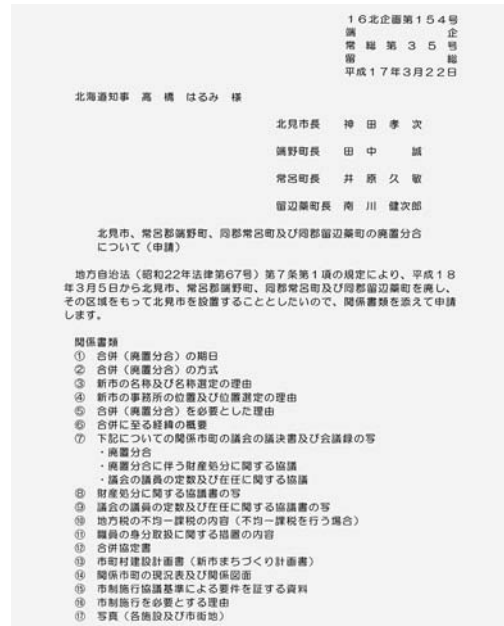 16北企画第154号
端　　　　企
常総第35号
留　　　　総
平成17年3月22日
北海道知事　高　橋　はるみ　様
北見市長　神　田　孝　次
端野町長　田　中　　　誠
常呂町長　井　原　久　敏
留辺蘂町長　南　川　健次郎
北見市、常呂郡端野町、同郡常呂町及び同郡留辺蘂町の廃置分合
について（申請）
地方自治法（昭和22年法律第67号）第7条第1項の規定により、平成18
年3月5日から北見市、常呂郡端野町、同郡常呂町及び同郡留辺蘂町を廃し、
その区域をもって北見市を設置することとしたいので、関係書類を添えて申請
します。
関係書類
① 合併（廃置分合）の期日
② 合併（廃置分合）の方式
③ 新市の名称及び名称選定の理由
④ 新市の事務所の位置及び位置選定の理由
⑤ 合併（廃置分合）を必要とした理由
⑥ 合併に至る経緯の概要
⑦ 下記についての関係市町の議会の議決書及び会議録の写
・廃置分合
・廃置分合に伴う財産処分に関する協議
・議会の議員の定数及び在任に関する協議
⑧ 財産処分に関する協議書の写
⑨ 議会の議員の定数及び在任に関する協議書の写
⑩ 地方税の不均一課税の内容（不均一課税を行う場合）
⑪ 職員の身分取扱に関する措置の内容
⑫ 合併協定書
⑬ 市町村建設計画書（新市まちづくり計画書）
⑭ 関係市町の現況表及び関係図面
⑮ 市制施行協議基準による要件を証する資料
⑯ 市制施行を必要とする理由
⑰ 写真（各施設及び市街地）